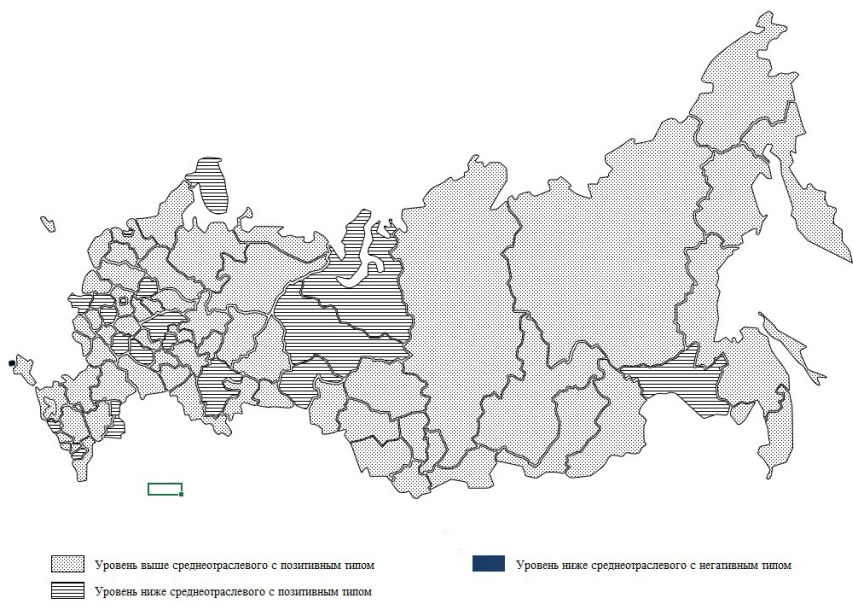 Уровень выше среднеотраслевого с позитивным типом
Уровень ниже среднеотраслевого с негативным типом
Уровень ниже среднеотраслевого с позитивным типом